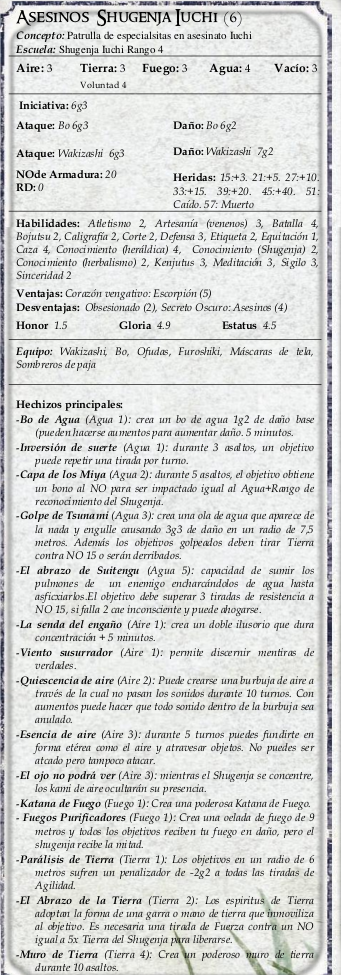 Asesinos Shugenja Iuchi (6)
Concepto: Patrulla de especialsitas en asesinato Iuchi
Escuela: Shugenja Iuchi Rango 4
Aire: 3 Tierra: 3 Fuego: 3 Agua: 4 Vacío: 3
Voluntad 4
Iniciativa: 6g3
Ataque: Bo 6g3 Daño: Bo 6g2
Ataque: Wakizashi 6g3 Daño: Wakizashi 7g2
NOde Armadura: 20
RD: 0
Heridas: 15:+3. 21:+5. 27:+10.
33:+15. 39:+20. 45:+40. 51:
Caído. 57: Muerto
Habilidades: Atletismo 2, Artesanía (venenos) 3, Batalla 4,
Bojutsu 2, Caligrafía 2, Corte 2, Defensa 3, Etiqueta 2, Equitación 1,
Caza 4, Conocimiento (heráldica) 4, Conocimiento (Shugenja) 2,
Conocimiento (herbalismo) 2, Kenjutus 3, Meditación 3, Sigilo 3,
Sinceridad 2
Ventajas: Corazón vengativo: Escorpión (5)
Desventajas: Obsesionado (2), Secreto Oscuro: Asesinos (4)
Honor 1.5 Gloria 4.9 Estatus 4.5
Equipo: Wakizashi, Bo, Ofudas, Furoshiki, Máscaras de tela,
Sombreros de paja
Hechizos principales:
-Bo de Agua (Agua 1): crea un bo de agua 1g2 de daño base
(pueden hacerse aumentos para aumentar daño. 5 minutos.
-Inversión de suerte (Agua 1): durante 3 asaltos, un objetivo
puede repetir una tirada por turno.
-Capa de los Miya (Agua 2): durante 5 asaltos, el objetivo obtiene
un bono al NO para ser impactado igual al Agua+Rango de
reconocimiento del Shugenja.
-Golpe de Tsunami (Agua 3): crea una ola de agua que aparece de
la nada y engulle causando 3g3 de daño en un radio de 7,5
metros. Además los objetivos golpeados deben tirar Tierra
contra NO 15 o serán derribados.
-El abrazo de Suitengu (Agua 5): capacidad de sumir los
pulmones de un enemigo encharcándolos de agua hasta
asficxiarlos.El objetivo debe superar 3 tiradas de resistencia a
NO 15, si falla 2 cae inconsciente y puede ahogarse.
-La senda del engaño (Aire 1): crea un doble ilusorio que dura
concentración + 5 minutos.
-Viento susurrador (Aire 1): permite discernir mentiras de
verdades.
-Quiescencia de aire (Aire 2): Puede crearse una burbuja de aire a
través de la cual no pasan los sonidos durante 10 turnos. Con
aumentos puede hacer que todo sonido dentro de la burbuja sea
anulado.
-Esencia de aire (Aire 3): durante 5 turnos puedes fundirte en
forma etérea como el aire y atravesar objetos. No puedes ser
atcado pero tampoco atacar.
-El ojo no podrá ver (Aire 3): mientras el Shugenja se concentre,
los kami de aire ocultarán su presencia.
-Katana de Fuego (Fuego 1): Crea una poderosa Katana de Fuego.
- Fuegos Purificadores (Fuego 1): Crea una oelada de fuego de 9
metros y todos los objetivos reciben tu fuego en daño, pero el
shugenja recibe la mitad.
-Parálisis de Tierra (Tierra 1): Los objetivos en un radio de 6
metros sufren un penalizador de -2g2 a todas las tiradas de
Agilidad.
-El Abrazo de la Tierra (Tierra 2): Los espíritus de Tierra
adoptan la forma de una garra o mano de tierra que inmoviliza
al objetivo. Es necesaria una tirada de Fuerza contra un NO
igual a 5x Tierra del Shugenja para liberarse.
-Muro de Tierra (Tierra 4): Crea un poderoso muro de tierra
durante 10 asaltos.